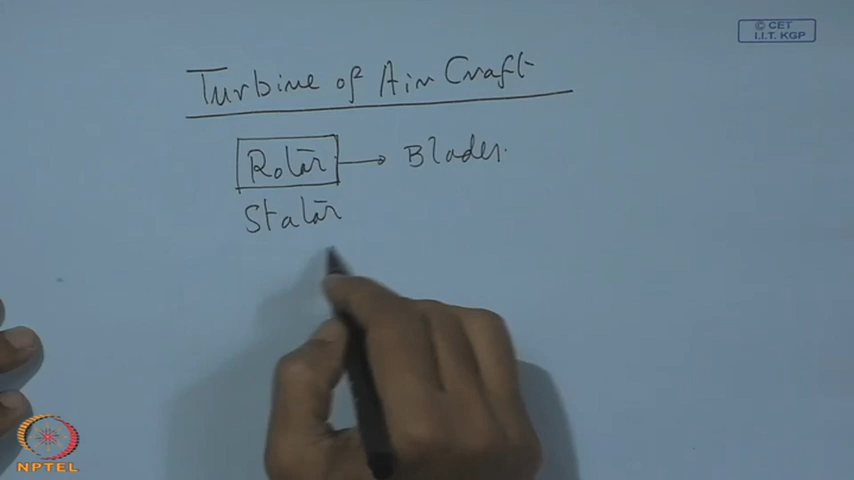 © CET
I.I.T. KGP
Turbine of Air Craft
Rotor → Blades.
Stator
NPTEL